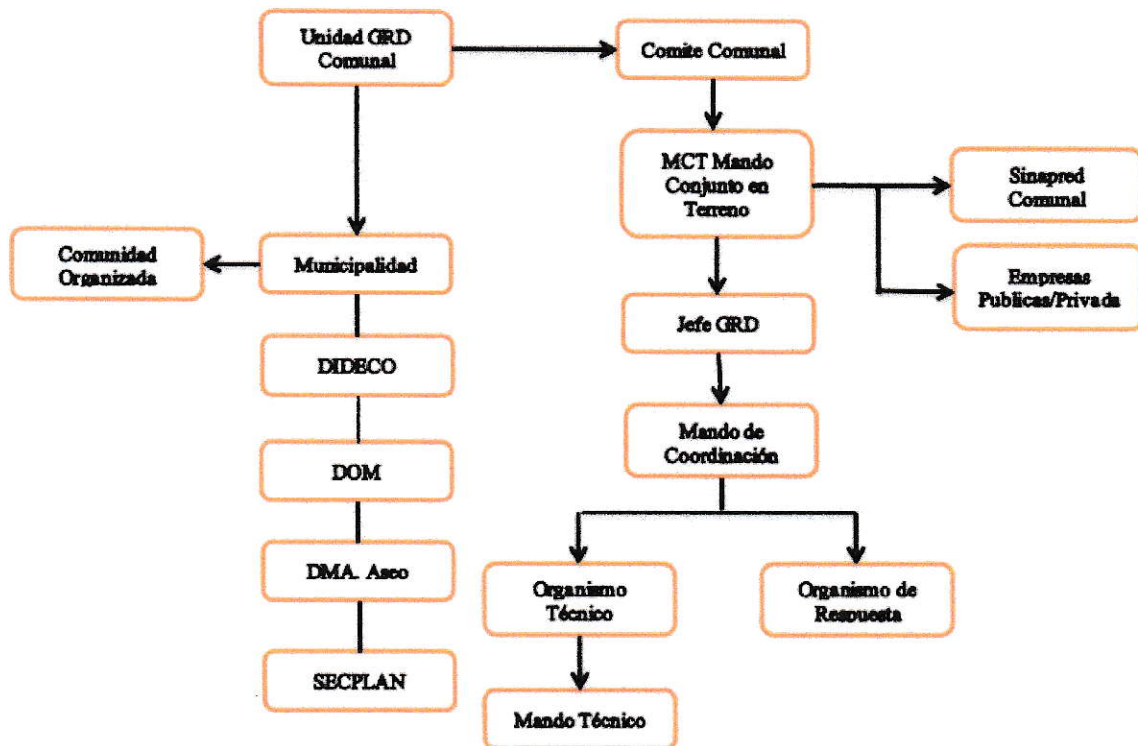 Unidad GRD
Comunal
Comite Comunal
MCT Mando
Conjunto en
Terreno
Sinapred
Comunal
Comunidad
Organizada
Municipalidad
Empresas
Publicas/Privada
Jefe GRD
DIDECO
Mando de
Coordinación
DOM
DMA. Aseo
Organismo
Técnico
Organismo de
Respuesta
SECPLAN
Mando Técnico